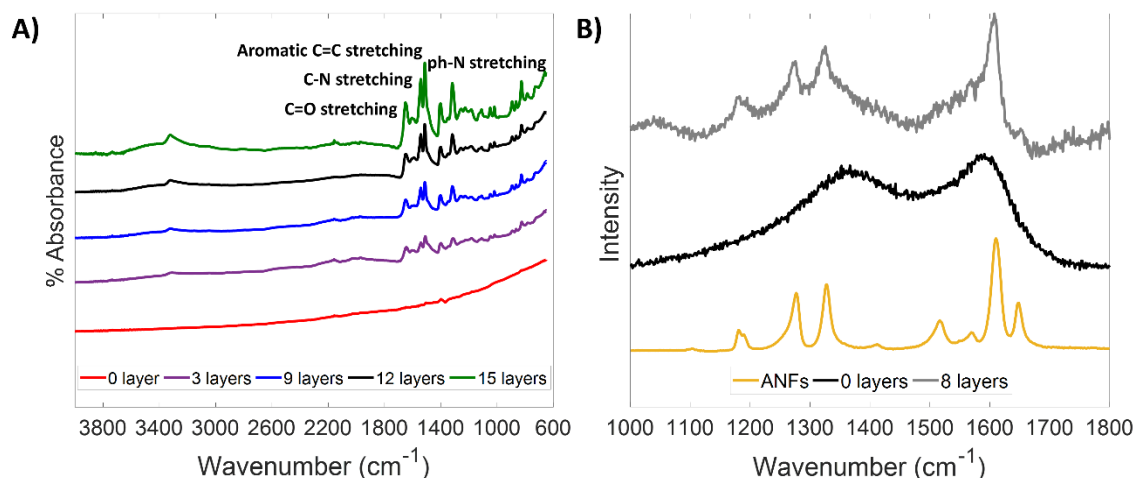 A)
% Absorbance
Aromatic C=C stretching
ph-N stretching
C-N stretching
C=O stretching
0 layer 3 layers 9 layers 12 layers 15 layers
3800 3400 3000 2600 2200 1800 1400 1000 600
Wavenumber (cm⁻¹)
B)
Intensity
ANFs 0 layers 8 layers
1000 1100 1200 1300 1400 1500 1600 1700 1800
Wavenumber (cm⁻¹)